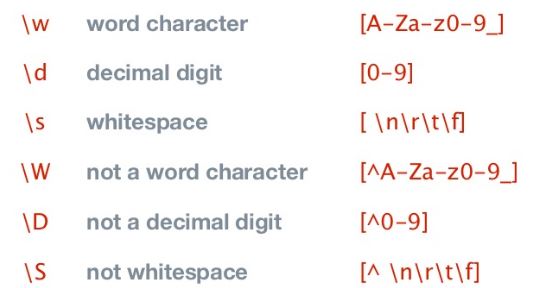 \w word character [A-Za-z0-9_]
\d decimal digit [0-9]
\s whitespace [ \n\r\t\f]
\W not a word character [^A-Za-z0-9_]
\D not a decimal digit [^0-9]
\S not whitespace [^ \n\r\t\f]